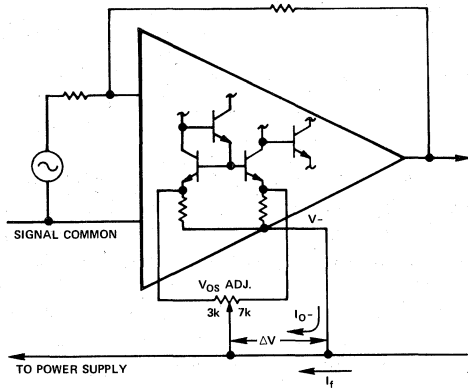 V-
SIGNAL COMMON
VOS ADJ.
3k 7k
IO-
ΔV
TO POWER SUPPLY
If